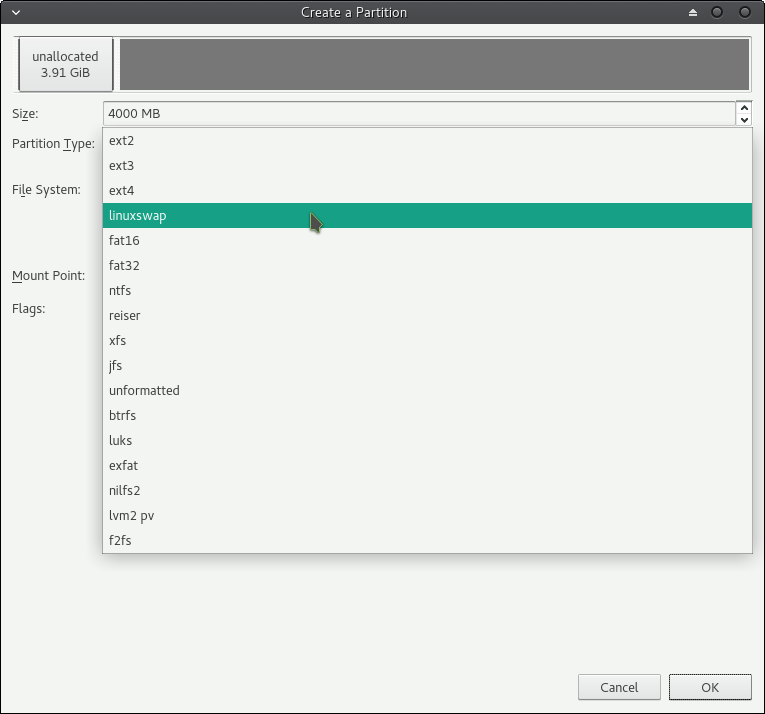 Create a Partition
unallocated
3.91 GiB
Size:
4000 MB
Partition Type:
File System:
Mount Point:
Flags:
ext2
ext3
ext4
linuxswap
fat16
fat32
ntfs
reiser
xfs
jfs
unformatted
btrfs
luks
exfat
nilfs2
lvm2 pv
f2fs
Cancel
OK